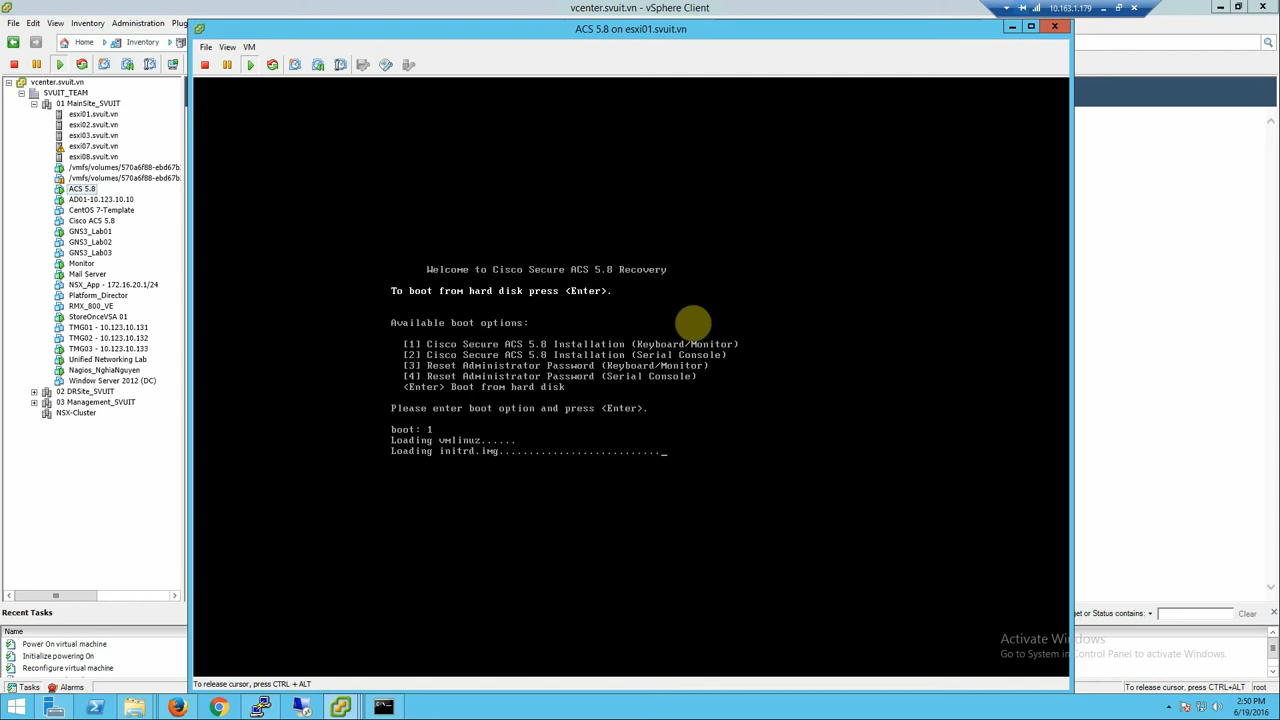 vcenter.svuit.vn - vSphere Client
10.163.1.179
File Edit View Inventory Administration Plug
Home Inventory
ACS 5.8 on esxi01.svuit.vn
File View VM
vcenter.svuit.vn
SVUIT_TEAM
01 MainSite_SVUIT
esxi01.svuit.vn
esxi02.svuit.vn
esxi03.svuit.vn
esxi07.svuit.vn
esxi08.svuit.vn
/vmfs/volumes/570a6f88-ebd67b
/vmfs/volumes/570a6f88-ebd67b
ACS 5.8
AD01-10.123.10.10
CentOS 7-Template
Cisco ACS 5.8
GNS3_Lab01
GNS3_Lab02
GNS3_Lab03
Monitor
Mail Server
NSX_App - 172.16.20.1/24
Platform_Director
RMX_800_VE
StoreOnceVSA 01
TMG01 - 10.123.10.131
TMG02 - 10.123.10.132
TMG03 - 10.123.10.133
Unified Networking Lab
Nagios_NghiaNguyen
Window Server 2012 (DC)
02 DRSite_SVUIT
03 Management_SVUIT
NSX-Cluster
Welcome to Cisco Secure ACS 5.8 Recovery
To boot from hard disk press <Enter>.
Available boot options:
[1] Cisco Secure ACS 5.8 Installation (Keyboard/Monitor)
[2] Cisco Secure ACS 5.8 Installation (Serial Console)
[3] Reset Administrator Password (Keyboard/Monitor)
[4] Reset Administrator Password (Serial Console)
<Enter> Boot from hard disk
Please enter boot option and press <Enter>.
boot: 1
Loading vmlinuz......
Loading initrd.img..........................._
Recent Tasks
get or Status contains: Clear
Name
Power On virtual machine
Initialize powering On
Reconfigure virtual machine
Activate Windows
Go to System in Control Panel to activate Windows.
To release cursor, press CTRL + ALT
Tasks Alarms
To release cursor, press CTRL+ALT root
2:50 PM
6/19/2016